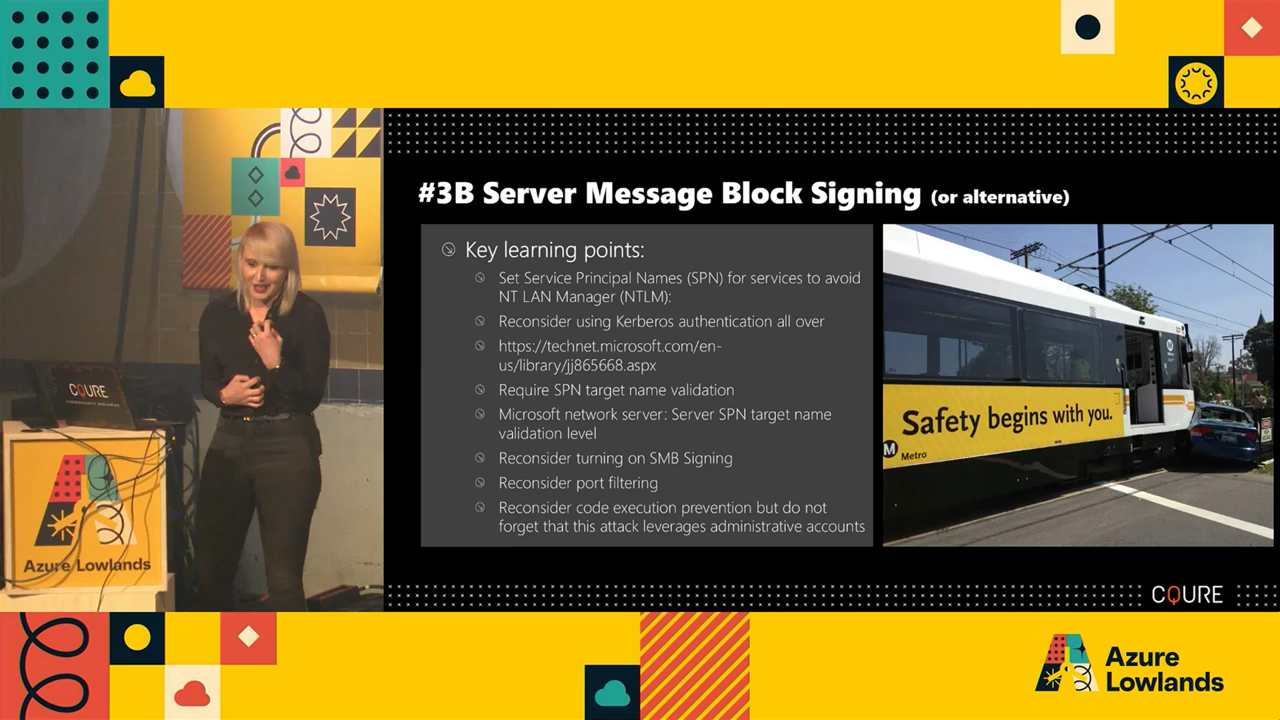 #3B Server Message Block Signing (or alternative)
Key learning points:
Set Service Principal Names (SPN) for services to avoid
NT LAN Manager (NTLM):
Reconsider using Kerberos authentication all over
https://technet.microsoft.com/en-
us/library/jj865668.aspx
Require SPN target name validation
Microsoft network server: Server SPN target name
validation level
Reconsider turning on SMB Signing
Reconsider port filtering
Reconsider code execution prevention but do not
forget that this attack leverages administrative accounts
Safety begins with you.
M
Metro
CQURE
Azure Lowlands
CQURE
Azure
Lowlands